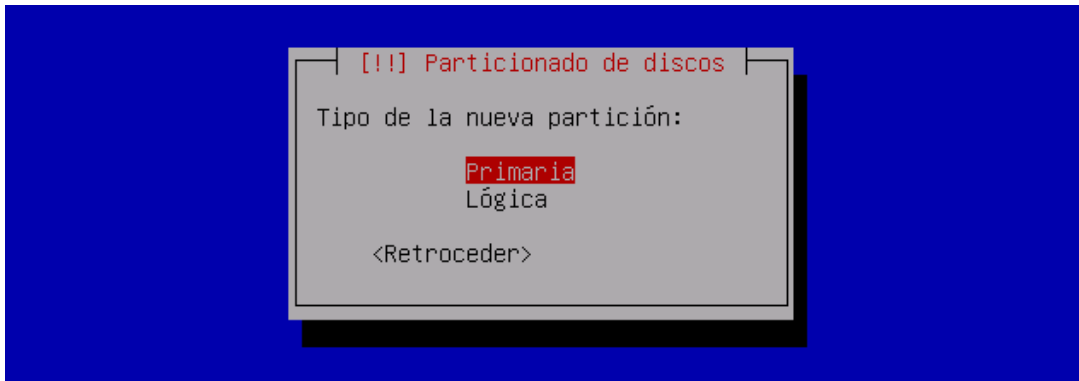 [!!] Particionado de discos
Tipo de la nueva partición:
Primaria
Lógica
<Retroceder>